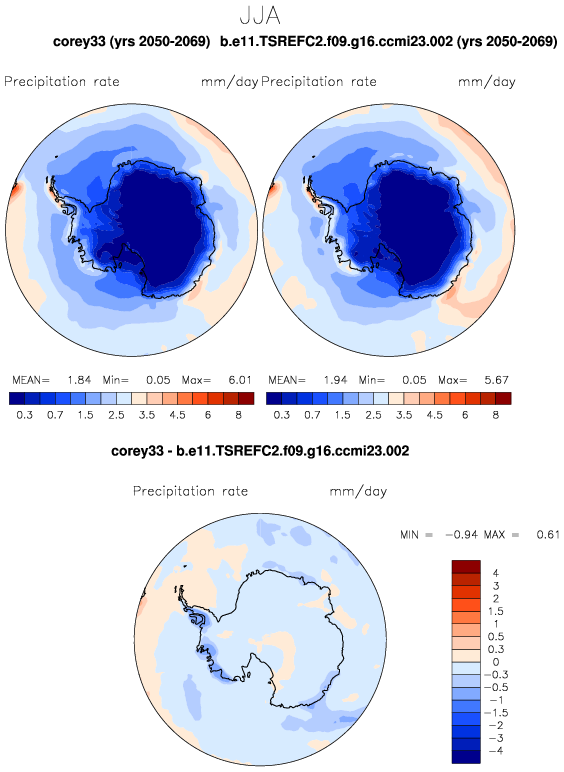 JJA
corey33 (yrs 2050-2069) b.e11.TSREFC2.f09.g16.ccmi23.002 (yrs 2050-2069)
Precipitation rate mm/day Precipitation rate mm/day
MEAN= 1.84 Min= 0.05 Max= 6.01 MEAN= 1.94 Min= 0.05 Max= 5.67
0.3 0.7 1.5 2.5 3.5 4.5 6 8 0.3 0.7 1.5 2.5 3.5 4.5 6 8
corey33 - b.e11.TSREFC2.f09.g16.ccmi23.002
Precipitation rate mm/day
MIN = -0.94 MAX = 0.61
4
3
2
1.5
1
0.5
0.3
0
-0.3
-0.5
-1
-1.5
-2
-3
-4